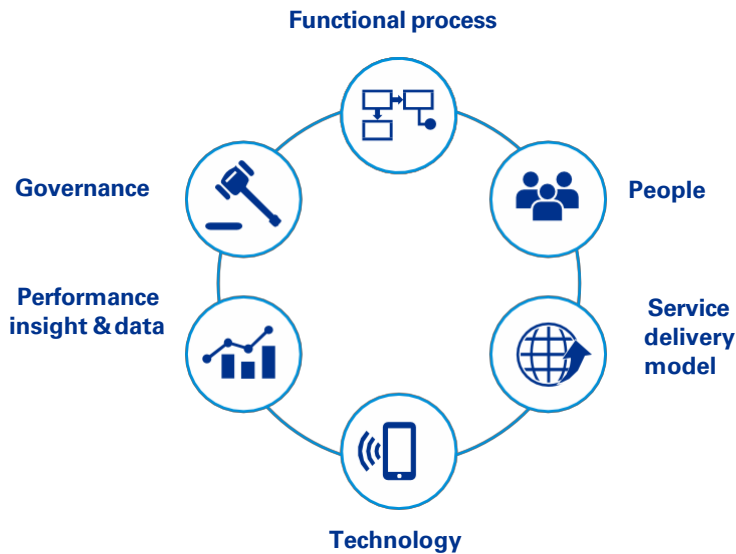 Functional process
Governance
People
Performance
insight & data
Service
delivery
model
Technology